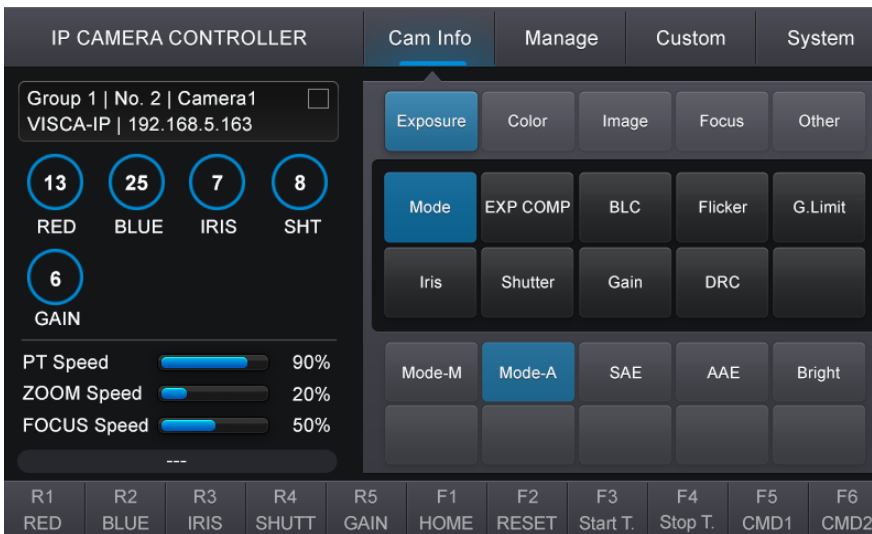 IP CAMERA CONTROLLER
Cam Info
Manage
Custom
System
Group 1 | No. 2 | Camera1
VISCA-IP | 192.168.5.163
13
25
7
8
RED
BLUE
IRIS
SHT
6
GAIN
PT Speed 90%
ZOOM Speed 20%
FOCUS Speed 50%
---
Exposure
Color
Image
Focus
Other
Mode
EXP COMP
BLC
Flicker
G.Limit
Iris
Shutter
Gain
DRC
Mode-M
Mode-A
SAE
AAE
Bright
R1
R2
R3
R4
R5
F1
F2
F3
F4
F5
F6
RED
BLUE
IRIS
SHUTT
GAIN
HOME
RESET
Start T.
Stop T.
CMD1
CMD2